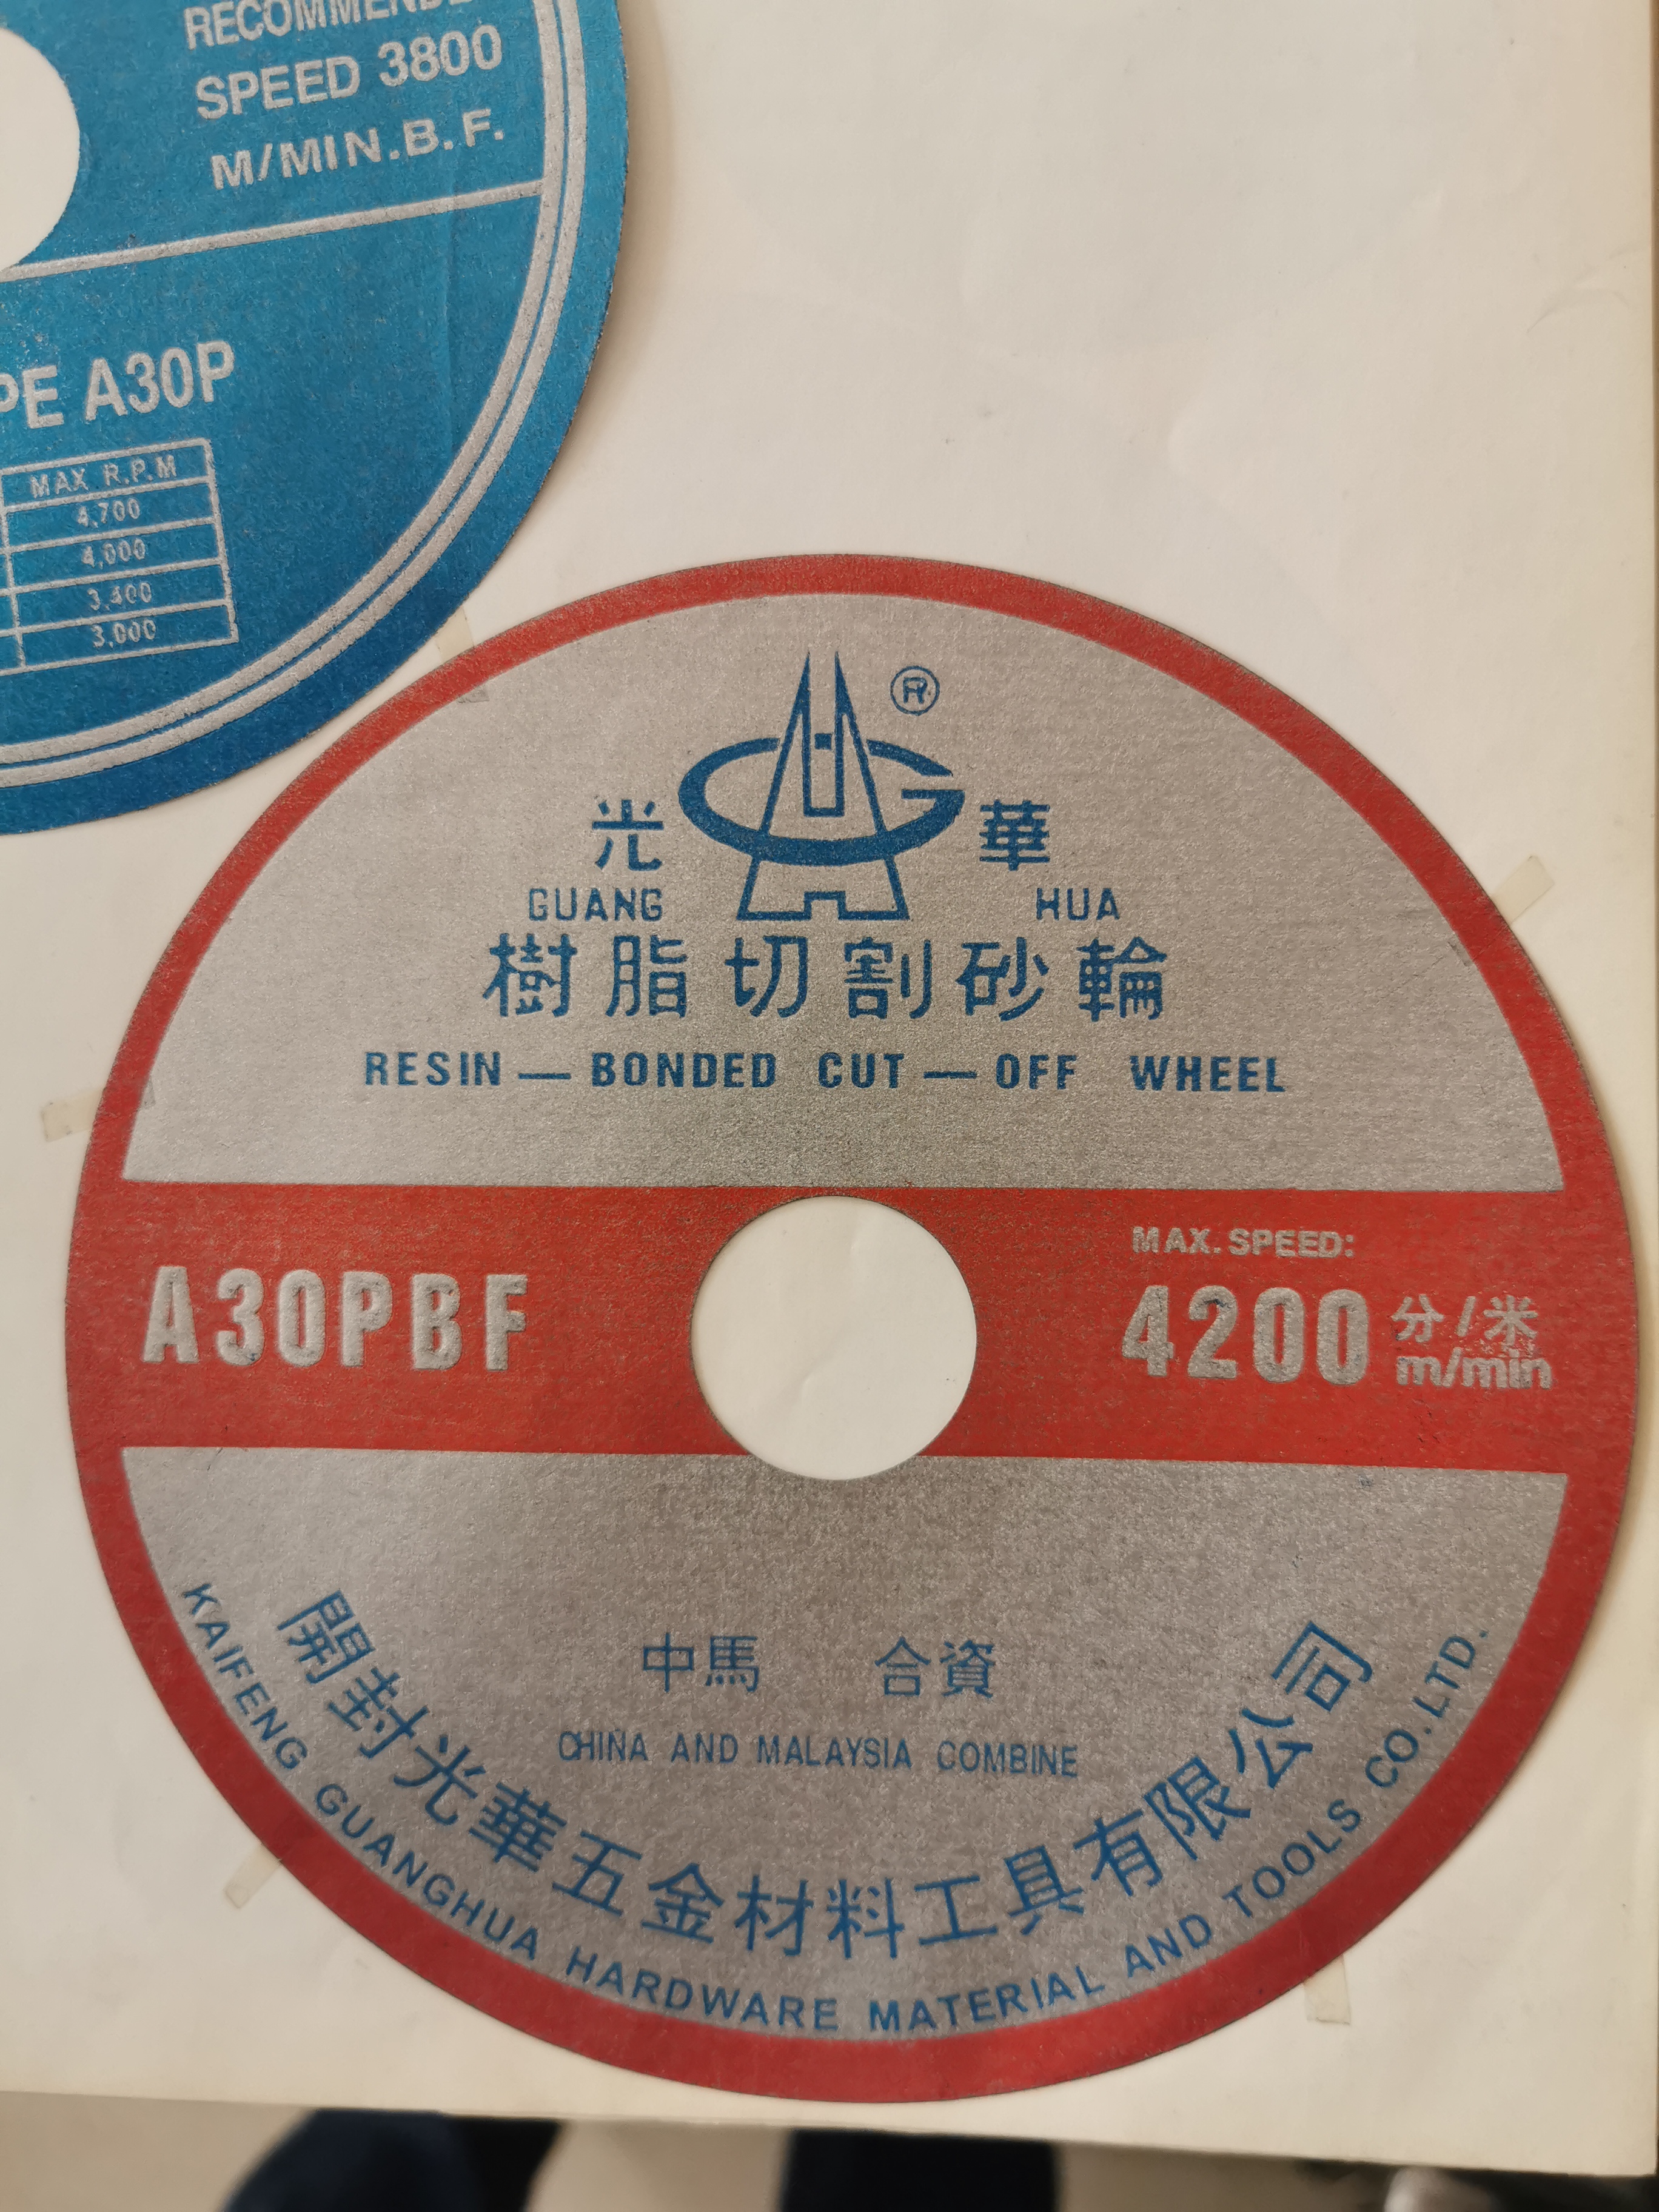 RECOMMENDE
SPEED 3800
M/MIN.B.F.
PE A30P
MAX R.P.M
4,700
4,000
3,400
3,000
®
光 華
GUANG HUA
樹脂切割砂輪
RESIN — BONDED CUT — OFF WHEEL
A30PBF
MAX. SPEED:
4200 分/米
m/min
中馬 合資
CHINA AND MALAYSIA COMBINE
開封光華五金材料工具有限公司
KAIFENG GUANGHUA HARDWARE MATERIAL AND TOOLS CO.LTD.